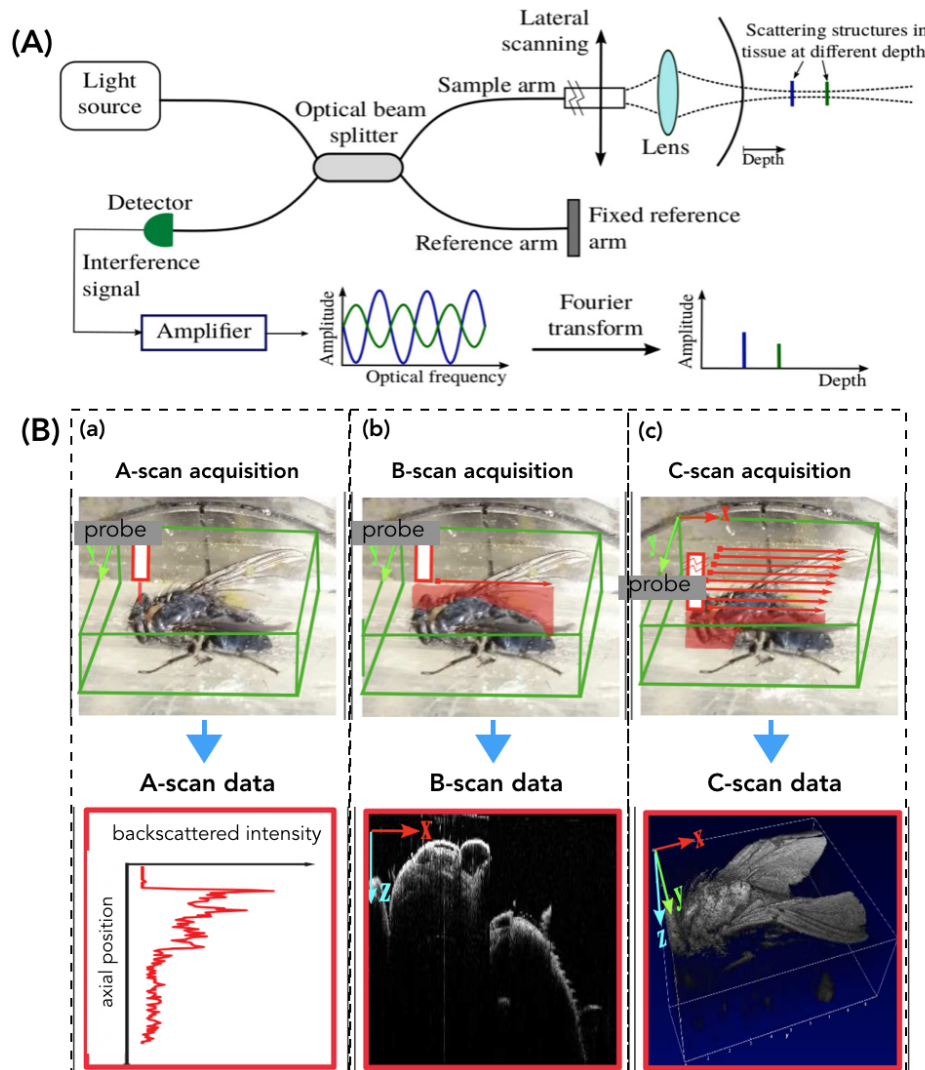 (A)
Light
source
Optical beam
splitter
Sample arm
Lateral
scanning
Lens
Scattering structures in
tissue at different depth
Depth
Detector
Interference
signal
Reference arm
Fixed reference
arm
Amplifier
Amplitude
Optical frequency
Fourier
transform
Amplitude
Depth
(B)
(a)
A-scan acquisition
probe
A-scan data
backscattered intensity
axial position
(b)
B-scan acquisition
probe
B-scan data
X
Z
(c)
C-scan acquisition
X
y
probe
C-scan data
X
y
Z